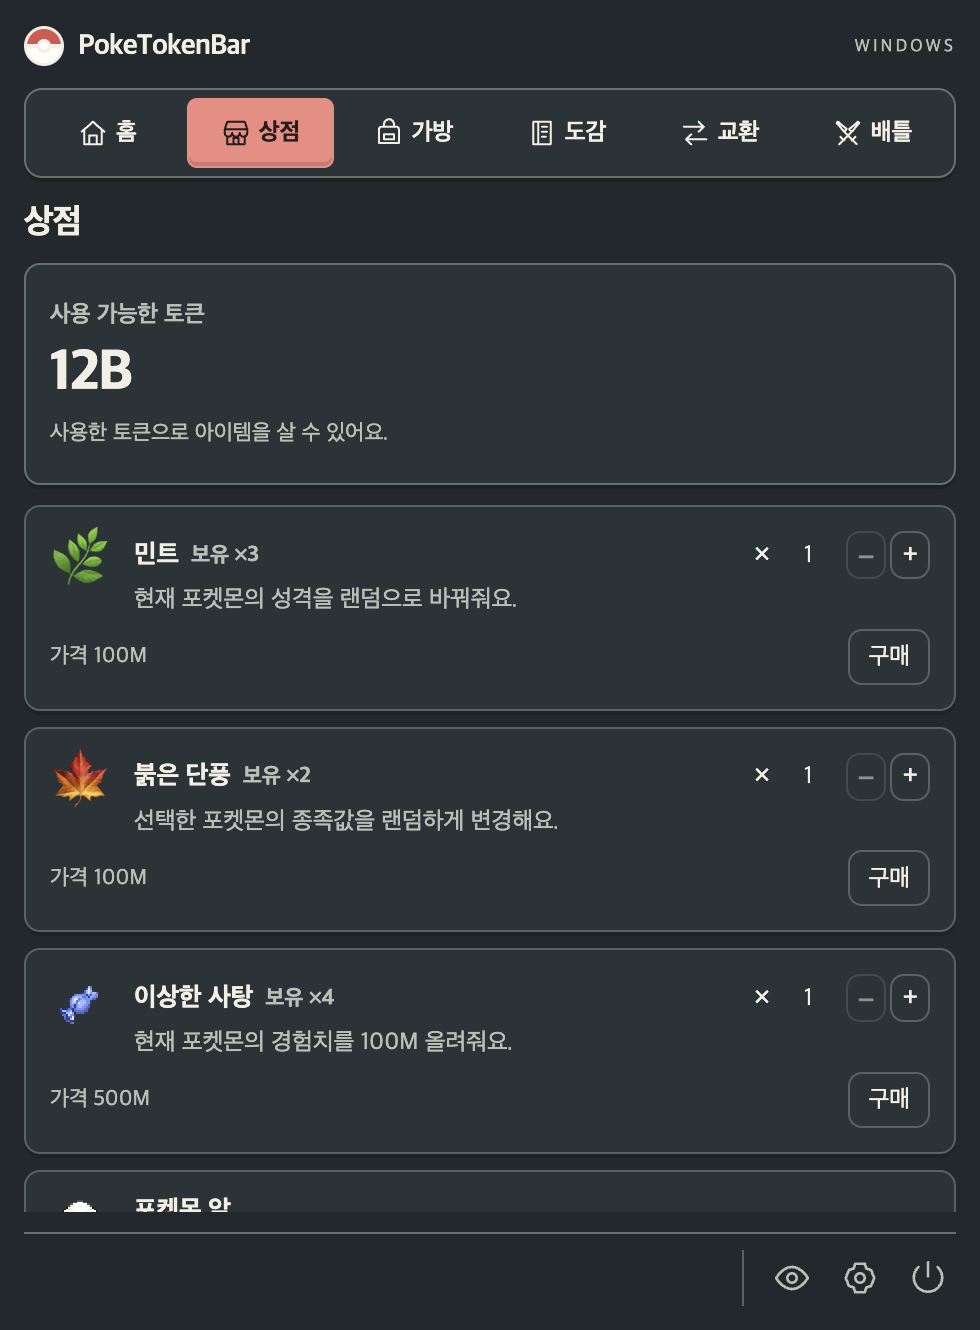 PokeTokenBar
WINDOWS
홈 상점 가방 도감 교환 배틀
상점
사용 가능한 토큰
12B
사용한 토큰으로 아이템을 살 수 있어요.
민트 보유 ×3 × 1 − +
현재 포켓몬의 성격을 랜덤으로 바꿔줘요.
가격 100M 구매
붉은 단풍 보유 ×2 × 1 − +
선택한 포켓몬의 종족값을 랜덤하게 변경해요.
가격 100M 구매
이상한 사탕 보유 ×4 × 1 − +
현재 포켓몬의 경험치를 100M 올려줘요.
가격 500M 구매
포켓몬 알